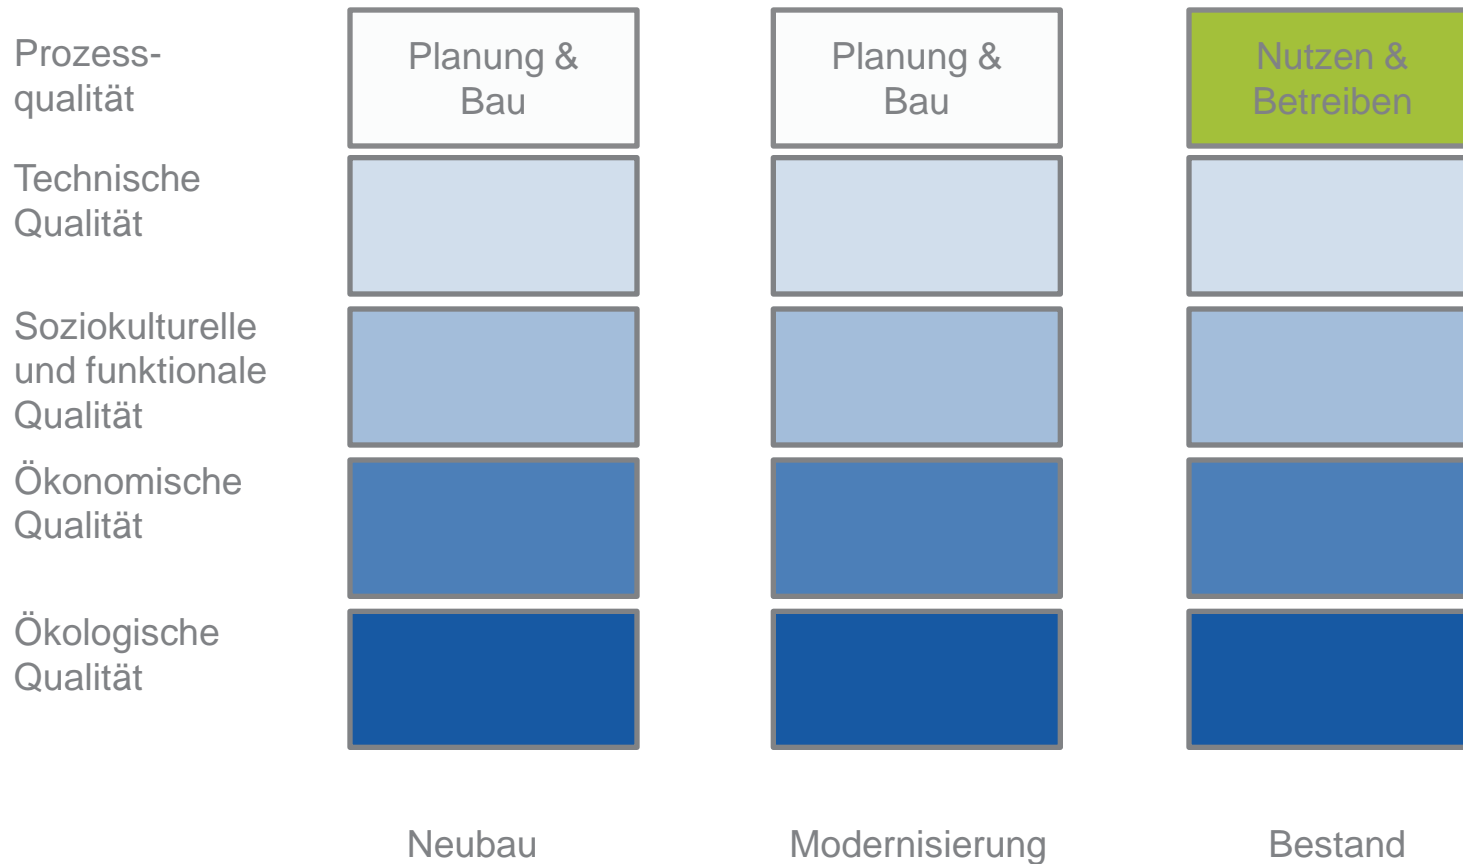 Prozess-
qualität
Planung &
Bau
Planung &
Bau
Nutzen &
Betreiben
Technische
Qualität
Soziokulturelle
und funktionale
Qualität
Ökonomische
Qualität
Ökologische
Qualität
Neubau
Modernisierung
Bestand